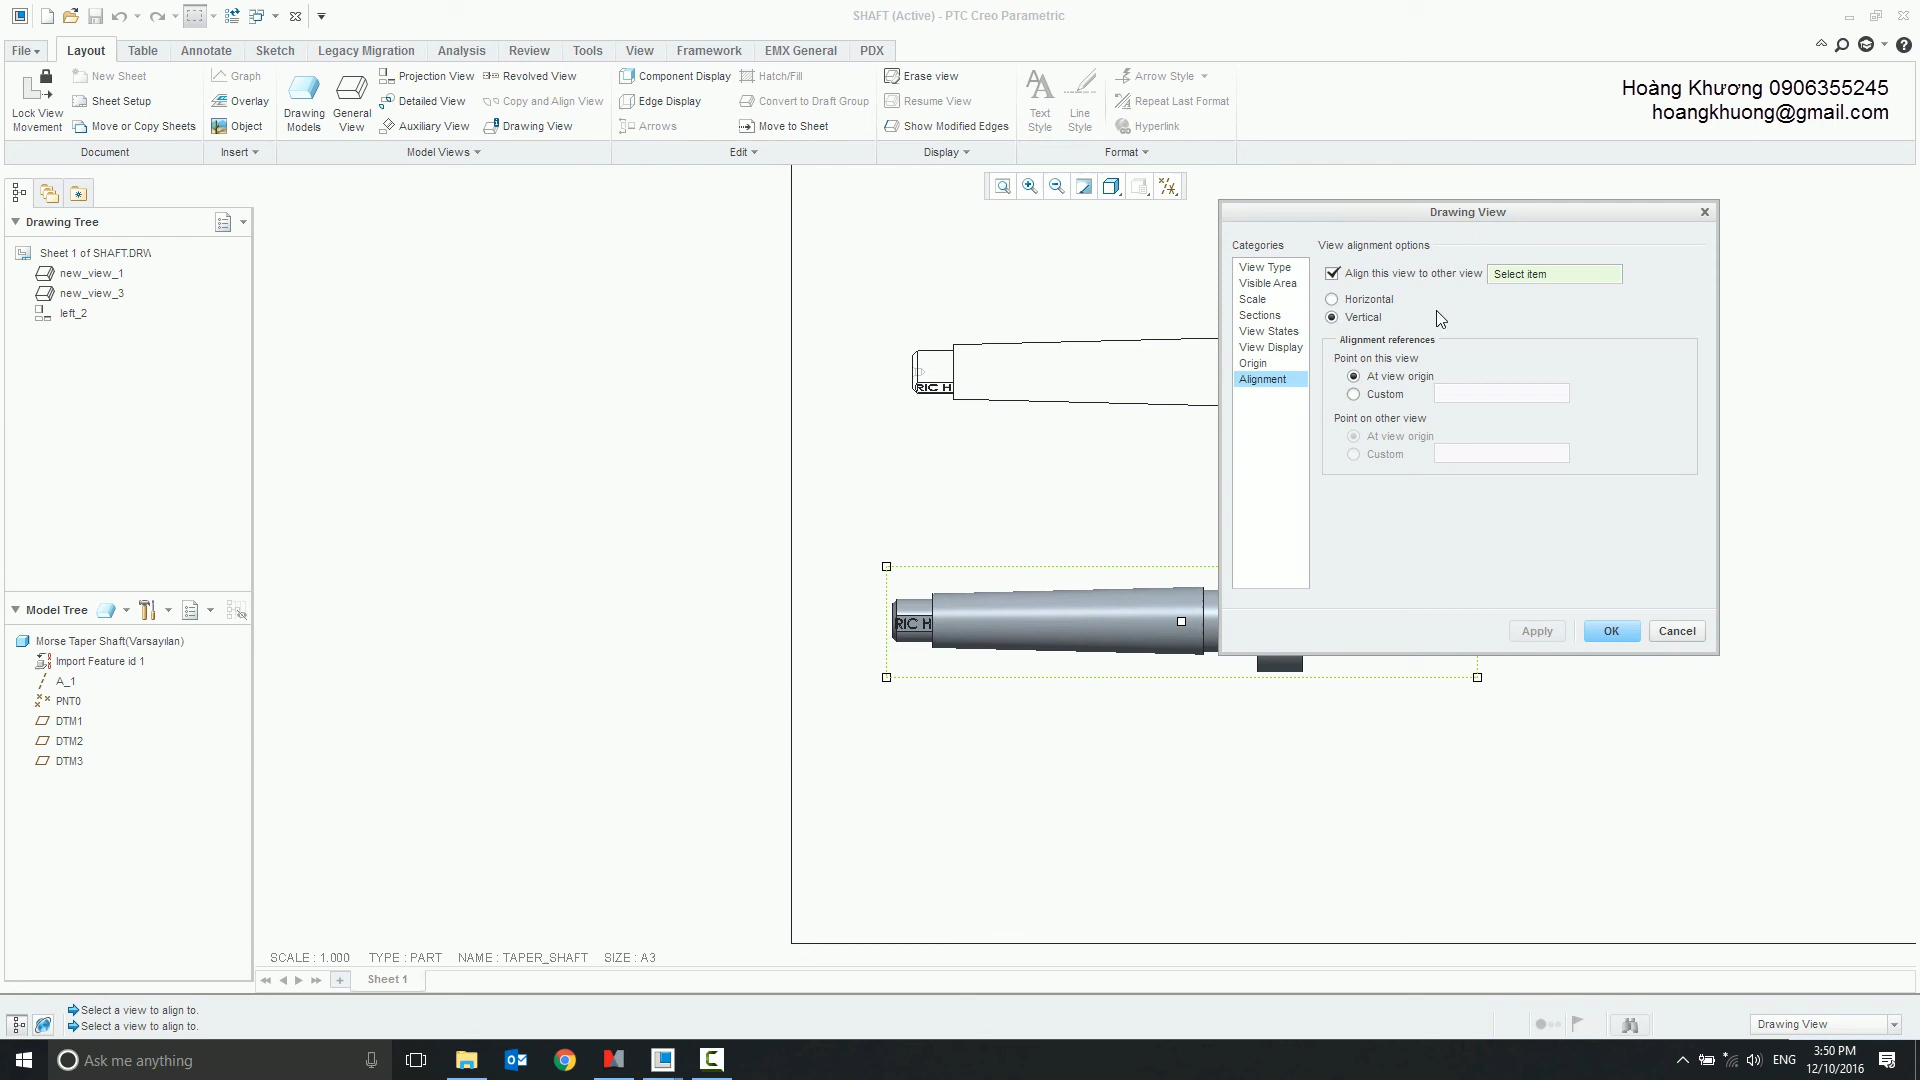 SHAFT (Active) - PTC Creo Parametric
File Layout Table Annotate Sketch Legacy Migration Analysis Review Tools View Framework EMX General PDX
Lock View Movement
New Sheet
Sheet Setup
Move or Copy Sheets
Document
Graph
Overlay
Object
Insert
Drawing Models
General View
Projection View
Detailed View
Auxiliary View
Revolved View
Copy and Align View
Drawing View
Model Views
Component Display
Edge Display
Arrows
Hatch/Fill
Convert to Draft Group
Move to Sheet
Edit
Erase view
Resume View
Show Modified Edges
Display
Text Style
Line Style
Arrow Style
Repeat Last Format
Hyperlink
Format
Hoàng Khương 0906355245
hoangkhuong@gmail.com
Drawing Tree
Sheet 1 of SHAFT.DRW
new_view_1
new_view_3
left_2
Model Tree
Morse Taper Shaft(Varsayılan)
Import Feature id 1
A_1
PNT0
DTM1
DTM2
DTM3
RIC H
RIC H
Drawing View
Categories
View Type
Visible Area
Scale
Sections
View States
View Display
Origin
Alignment
View alignment options
Align this view to other view Select item
Horizontal
Vertical
Alignment references
Point on this view
At view origin
Custom
Point on other view
At view origin
Custom
Apply OK Cancel
SCALE : 1.000 TYPE : PART NAME : TAPER_SHAFT SIZE : A3
Sheet 1
Select a view to align to.
Select a view to align to.
Drawing View
Ask me anything
ENG
3:50 PM
12/10/2016